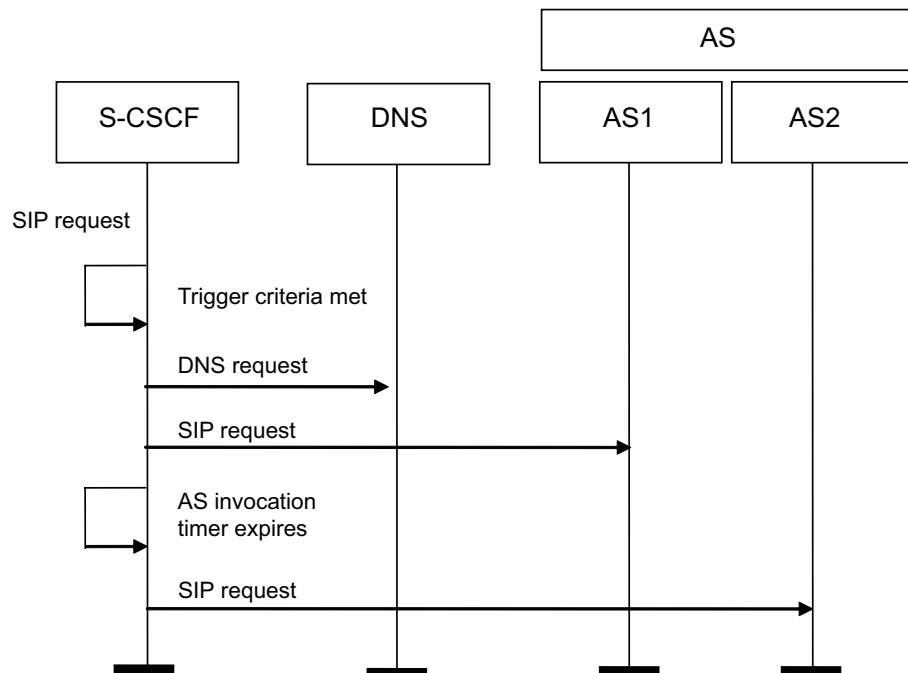 AS
S-CSCF
DNS
AS1
AS2
SIP request
Trigger criteria met
DNS request
SIP request
AS invocation
timer expires
SIP request